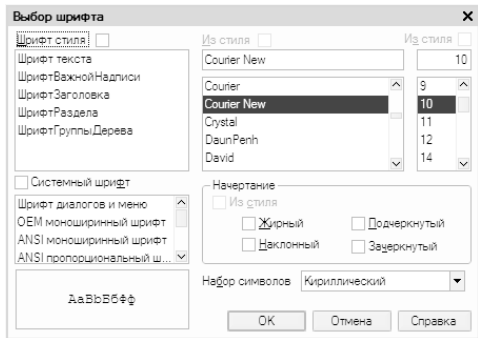 Выбор шрифта
Шрифт стиля
Шрифт текста
ШрифтВажнойНадписи
ШрифтЗаголовка
ШрифтРаздела
ШрифтГруппыДерева
Из стиля
Из стиля
Courier New
10
Courier
Courier New
Crystal
DaunPenh
David
9
10
11
12
14
Системный шрифт
Шрифт диалогов и меню
OEM моноширинный шрифт
ANSI моноширинный шрифт
ANSI пропорциональный ш...
Начертание
Из стиля
Жирный
Подчеркнутый
Наклонный
Зачеркнутый
Набор символов
Кириллический
АаВbБбФф
OK
Отмена
Справка